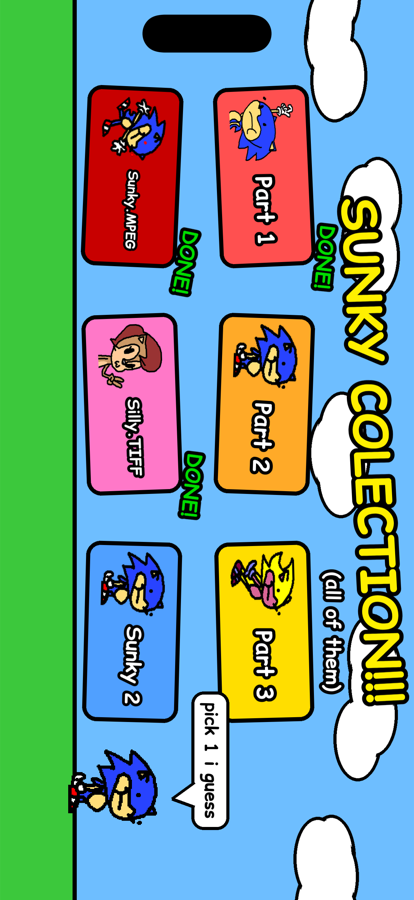 SUNKY COLECTION!!!
(all of them)
Part 1
DONE!
Part 2
Part 3
Sunky.MPEG
DONE!
Silly.TIFF
DONE!
Sunky 2
pick 1 i guess